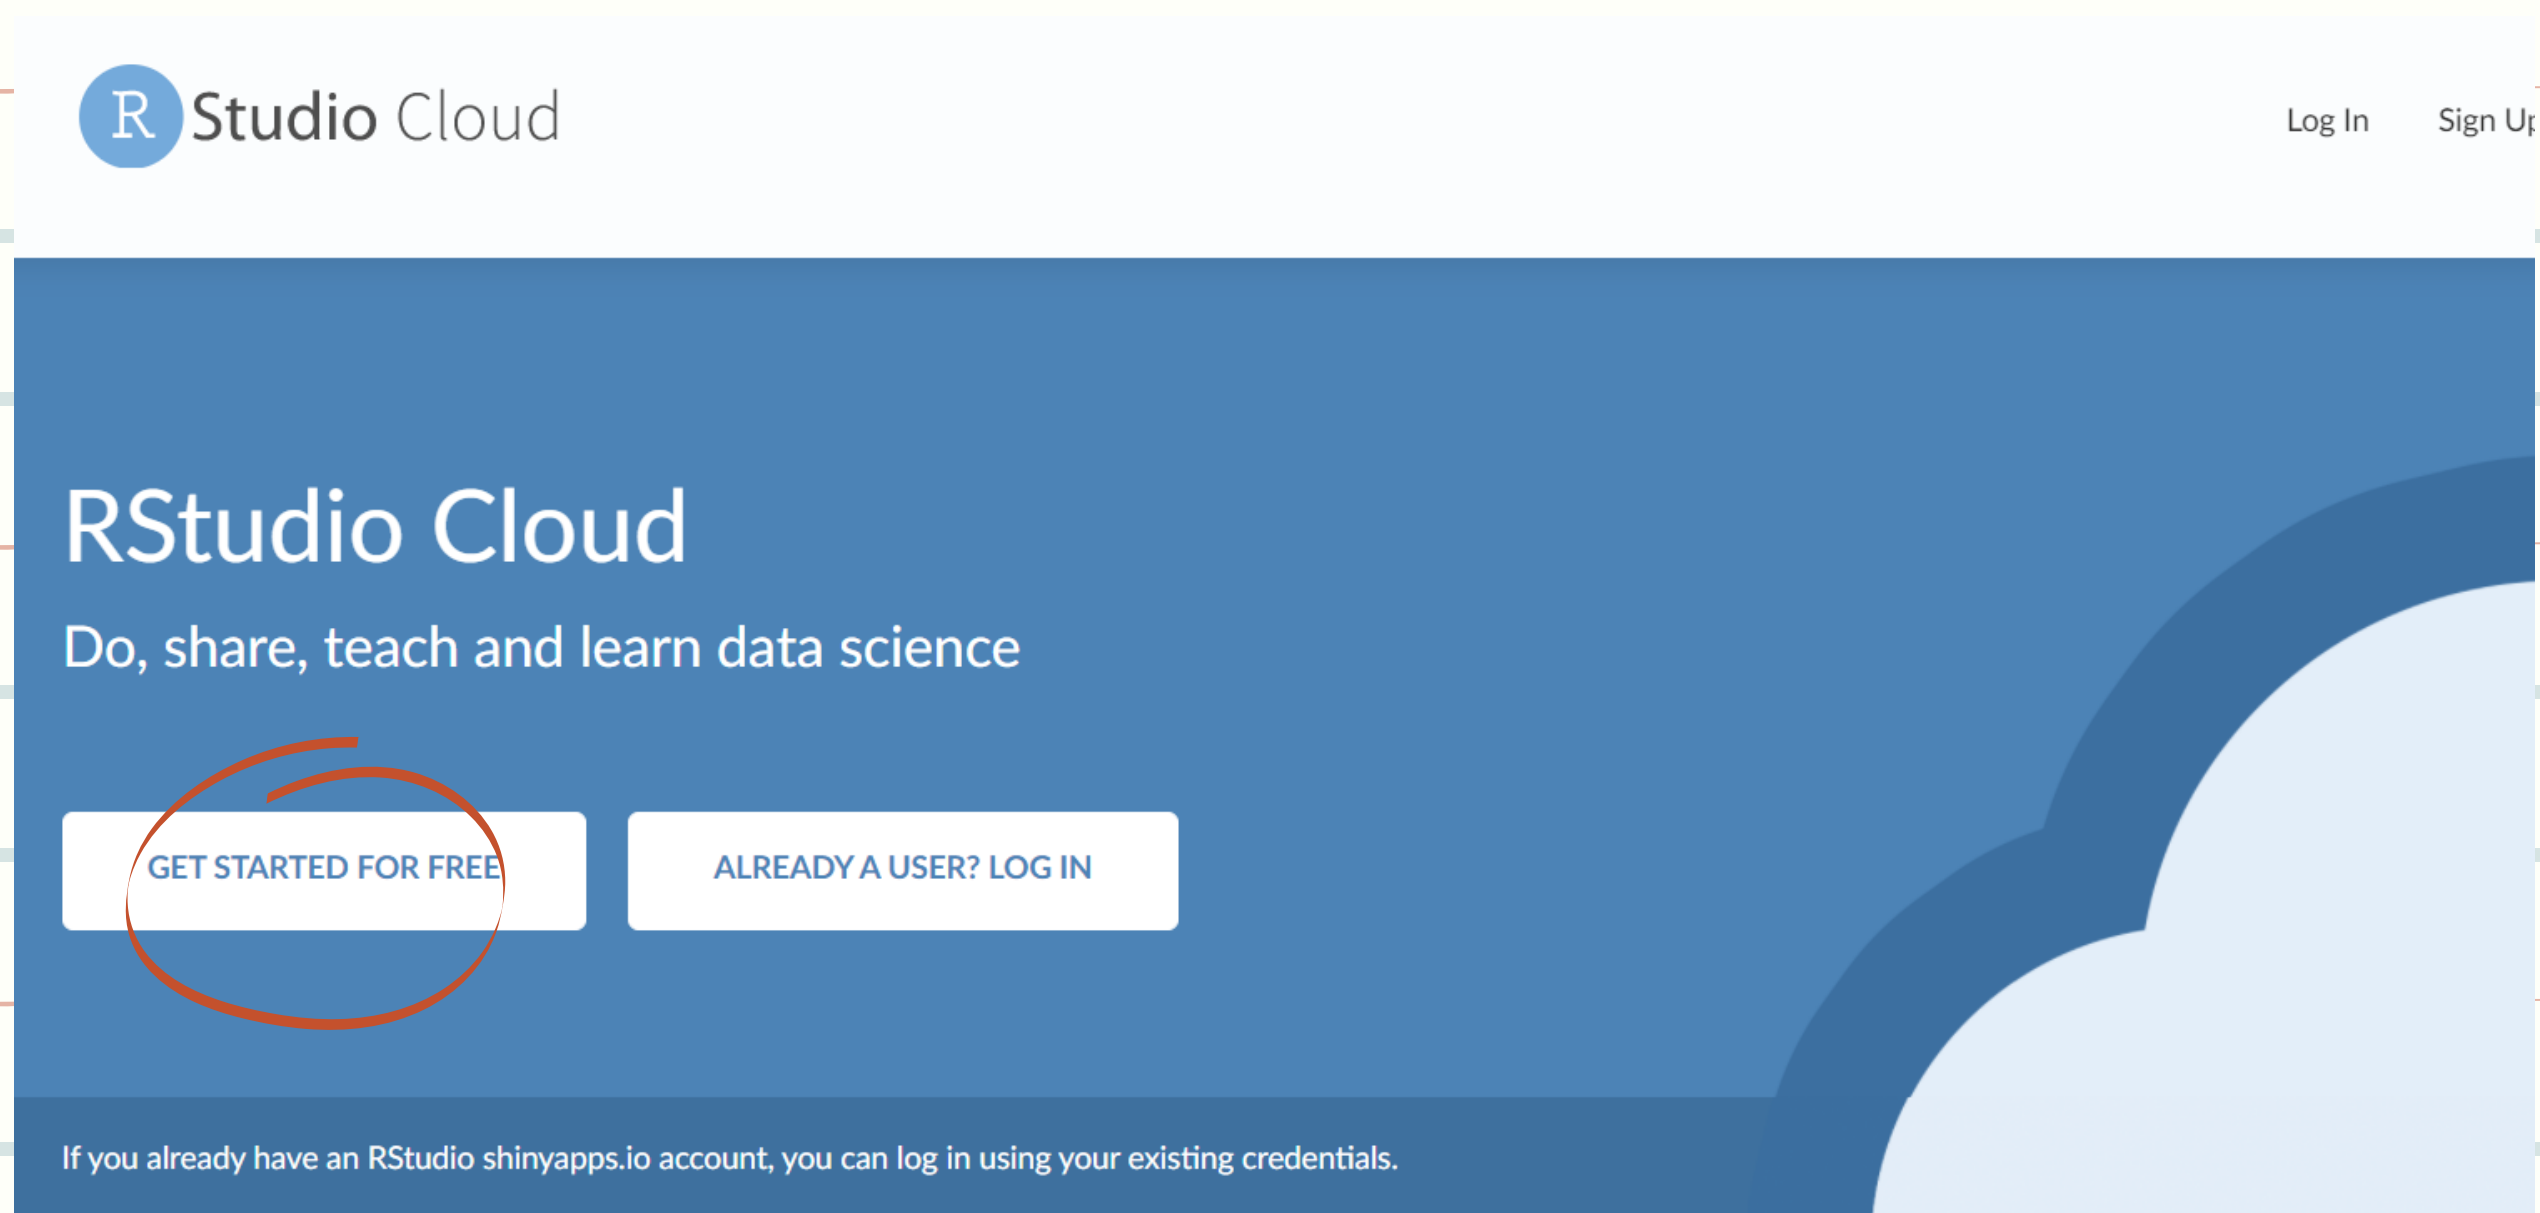 R Studio Cloud
Log In
Sign Up
RStudio Cloud
Do, share, teach and learn data science
GET STARTED FOR FREE
ALREADY A USER? LOG IN
If you already have an RStudio shinyapps.io account, you can log in using your existing credentials.